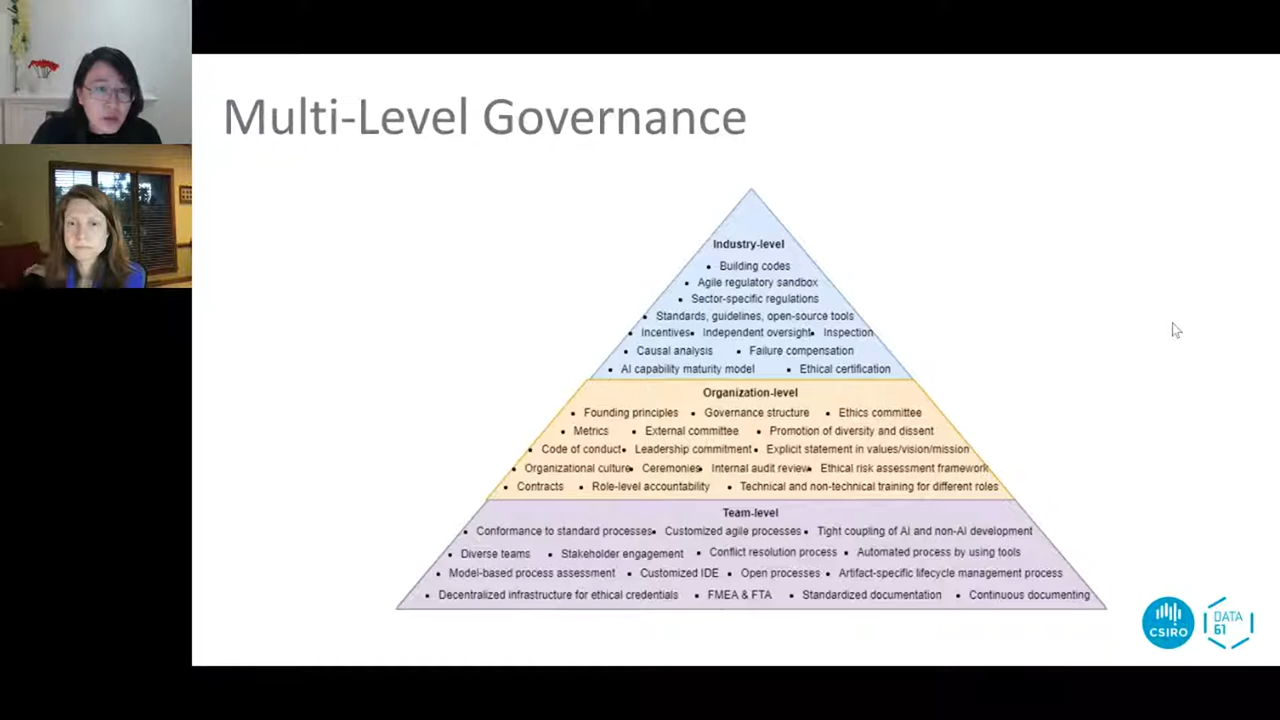 Multi-Level Governance
Industry-level
• Building codes
• Agile regulatory sandbox
• Sector-specific regulations
• Standards, guidelines, open-source tools
• Incentives • Independent oversight • Inspection
• Causal analysis • Failure compensation
• AI capability maturity model • Ethical certification
Organization-level
• Founding principles • Governance structure • Ethics committee
• Metrics • External committee • Promotion of diversity and dissent
• Code of conduct • Leadership commitment • Explicit statement in values/vision/mission
• Organizational culture • Ceremonies • Internal audit review • Ethical risk assessment framework
• Contracts • Role-level accountability • Technical and non-technical training for different roles
Team-level
• Conformance to standard processes • Customized agile processes • Tight coupling of AI and non-AI development
• Diverse teams • Stakeholder engagement • Conflict resolution process • Automated process by using tools
• Model-based process assessment • Customized IDE • Open processes • Artifact-specific lifecycle management process
• Decentralized infrastructure for ethical credentials • FMEA & FTA • Standardized documentation • Continuous documenting
CSIRO
DATA
61